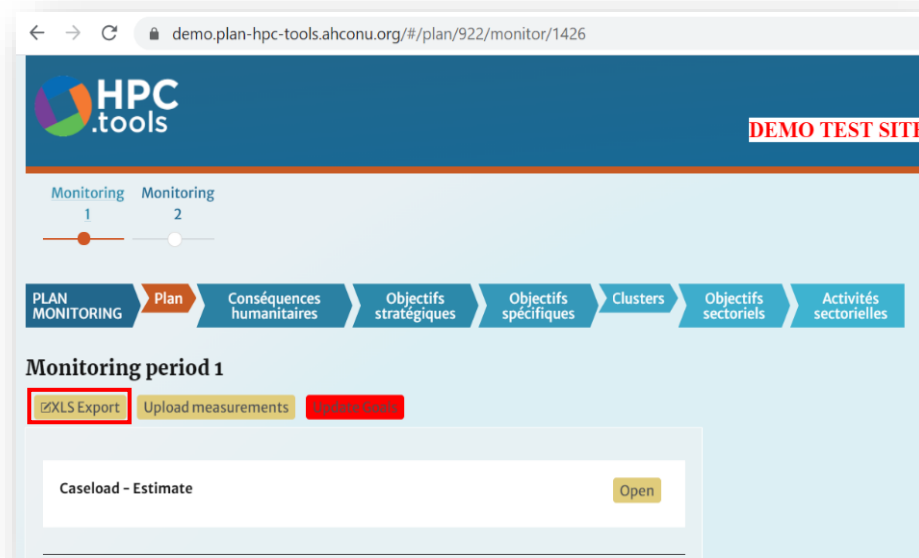 demo.plan-hpc-tools.ahconu.org/#/plan/922/monitor/1426
HPC
.tools
DEMO TEST SITE
Monitoring Monitoring
1 2
PLAN
MONITORING
Plan
Conséquences
humanitaires
Objectifs
stratégiques
Objectifs
spécifiques
Clusters
Objectifs
sectoriels
Activités
sectorielles
Monitoring period 1
XLS Export Upload measurements Update Goals
Caseload - Estimate Open